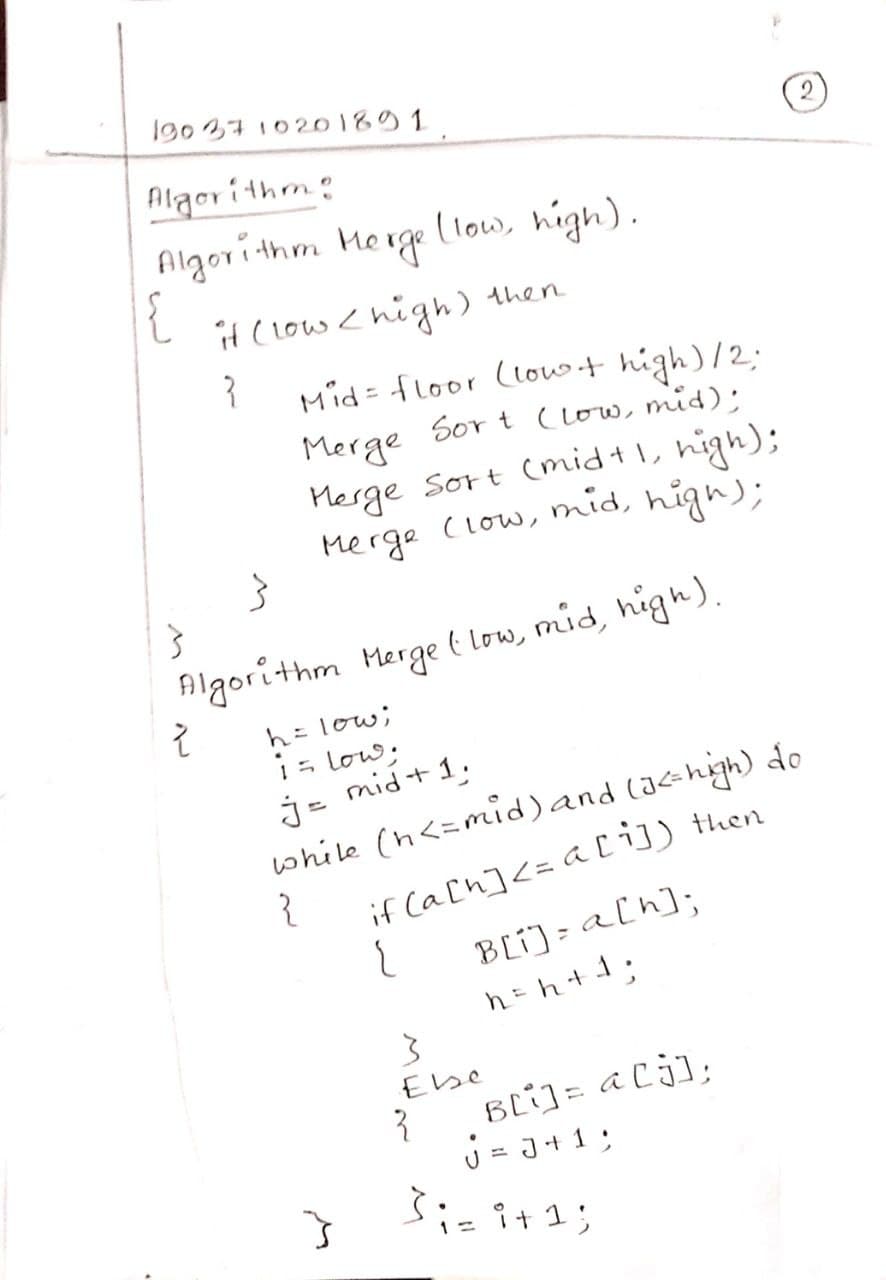 2
1903710201891.
Algorithm:
Algorithm Merge (low, high).
{ if (low < high) then
{ Mid = floor (low + high) / 2;
Merge Sort (low, mid);
Merge Sort (mid + 1, high);
Merge (low, mid, high);
}
}
Algorithm Merge (low, mid, high).
{ h = low;
i = low;
j = mid + 1;
while (h <= mid) and (J <= high) do
{ if (a[h] <= a[j]) then
{ B[i] = a[h];
h = h + 1;
}
Else
{ B[i] = a[j];
j = J + 1;
} i = i + 1;
}